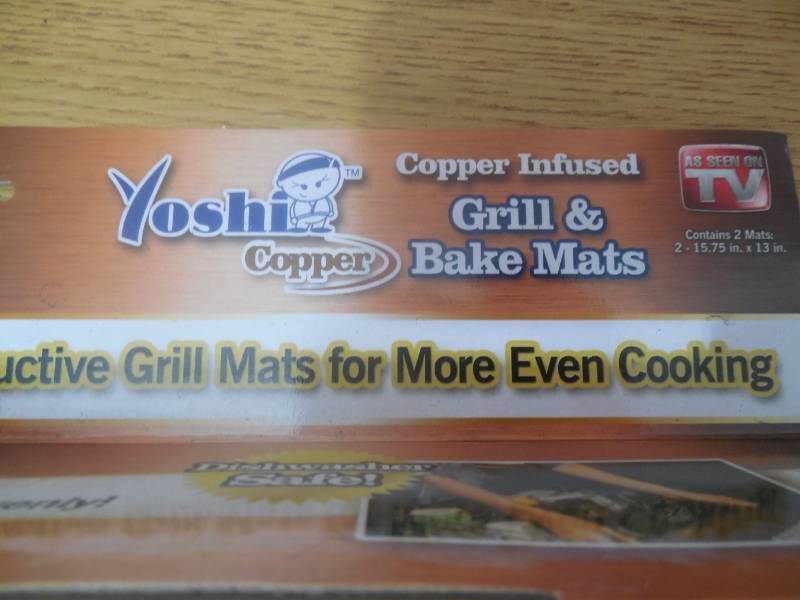 Yoshi™
Copper
Copper Infused
Grill &
Bake Mats
AS SEEN ON
TV
Contains 2 Mats:
2 - 15.75 in. x 13 in.
uctive Grill Mats for More Even Cooking
Dishwasher
Safe!